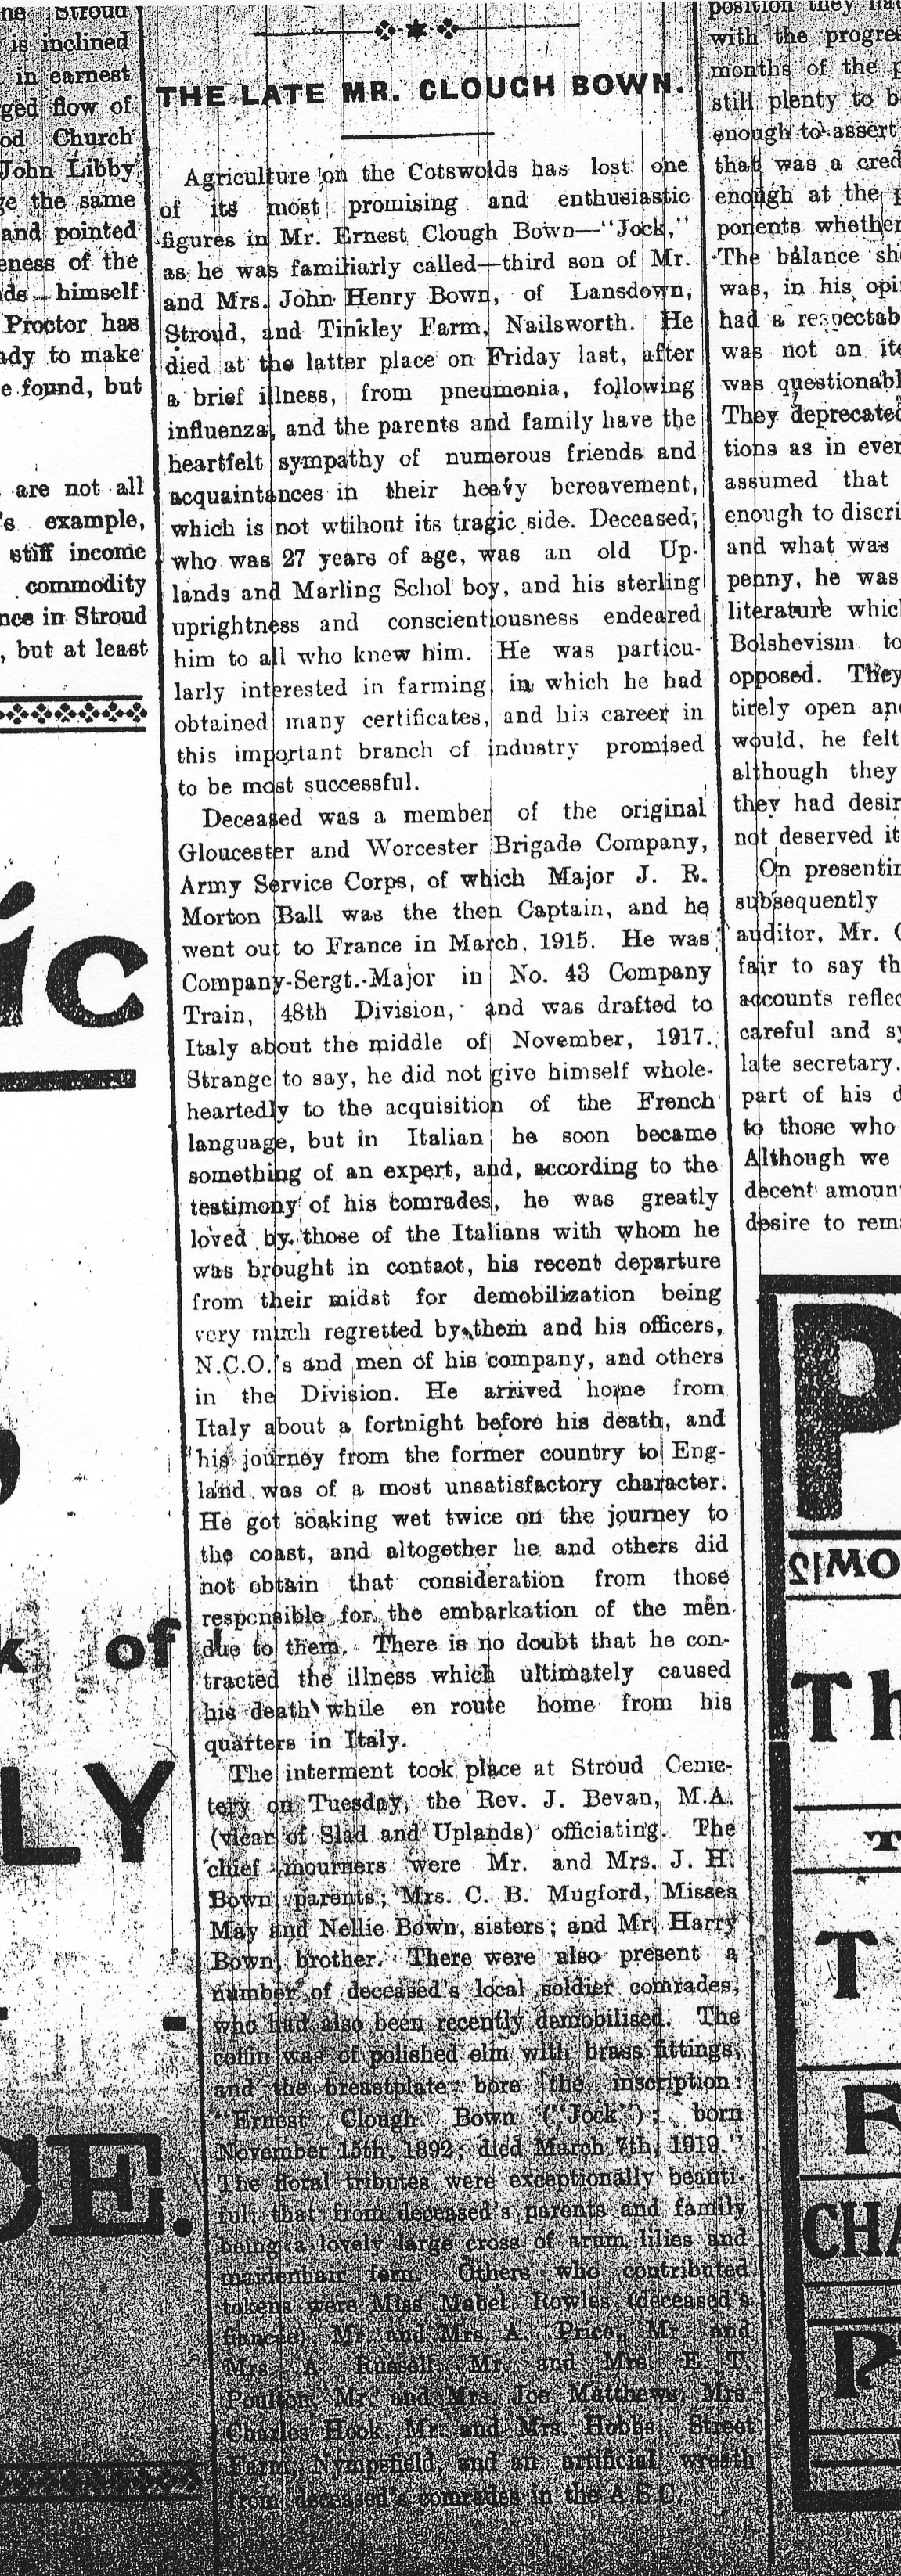 he Stroud
is inclined
in earnest
ged flow of
od Church
John Libby
e the same
and pointed
eness of the
ds — himself
Proctor has
dy to make
e found, but
are not all
's example,
stiff income
commodity
nce in Stroud
, but at least
ic
k of
LY
CE.
THE LATE MR. CLOUGH BOWN.
Agriculture on the Cotswolds has lost one
of its most promising and enthusiastic
figures in Mr. Ernest Clough Bown—"Jock,"
as he was familiarly called—third son of Mr.
and Mrs. John Henry Bown, of Lansdown,
Stroud, and Tinkley Farm, Nailsworth. He
died at the latter place on Friday last, after
a brief illness, from pneumonia, following
influenza, and the parents and family have the
heartfelt sympathy of numerous friends and
acquaintances in their heavy bereavement,
which is not wtihout its tragic side. Deceased,
who was 27 years of age, was an old Up-
lands and Marling Schol boy, and his sterling
uprightness and conscientiousness endeared
him to all who knew him. He was particu-
larly interested in farming, in which he had
obtained many certificates, and his career in
this important branch of industry promised
to be most successful.
Deceased was a member of the original
Gloucester and Worcester Brigade Company,
Army Service Corps, of which Major J. R.
Morton Ball was the then Captain, and he
went out to France in March, 1915. He was
Company-Sergt.-Major in No. 43 Company
Train, 48th Division, and was drafted to
Italy about the middle of November, 1917.
Strange to say, he did not give himself whole-
heartedly to the acquisition of the French
language, but in Italian he soon became
something of an expert, and, according to the
testimony of his comrades, he was greatly
loved by those of the Italians with whom he
was brought in contact, his recent departure
from their midst for demobilization being
very much regretted by them and his officers,
N.C.O.'s and men of his company, and others
in the Division. He arrived home from
Italy about a fortnight before his death, and
his journey from the former country to Eng-
land was of a most unsatisfactory character.
He got soaking wet twice on the journey to
the coast, and altogether he and others did
not obtain that consideration from those
responsible for the embarkation of the men
due to them. There is no doubt that he con-
tracted the illness which ultimately caused
his death while en route home from his
quarters in Italy.
The interment took place at Stroud Ceme-
tery on Tuesday, the Rev. J. Bevan, M.A.
(vicar of Slad and Uplands) officiating. The
chief mourners were Mr. and Mrs. J. H.
Bown, parents; Mrs. C. B. Mugford, Misses
May and Nellie Bown, sisters; and Mr. Harry
Bown, brother. There were also present a
number of deceased's local soldier comrades,
who had also been recently demobilised. The
coffin was of polished elm with brass fittings,
and the breastplate bore the inscription:
"Ernest Clough Bown ("Jock"); born
November 15th, 1892; died March 7th, 1919."
The floral tributes were exceptionally beauti-
ful, that from deceased's parents and family
being a lovely large cross of arum lilies and
maidenhair fern. Others who contributed
tokens were Miss Mabel Rowles (deceased's
fiancée), Mr. and Mrs. A. Price, Mr. and
Mrs. A. Russell, Mr. and Mrs. E. T.
Poulton, Mr. and Mrs. Joe Matthews, Mrs.
Charles Hook, Mr. and Mrs. Hobbs, Street
Farm, Nympsfield, and an artificial wreath
from deceased's comrades in the A.S.C.
position they ha
with the progre
months of the p
still plenty to b
enough to assert
that was a cred
enough at the p
ponents whether
The balance sh
was, in his opi
had a respectab
was not an ite
was questionabl
They deprecated
tions as in ever
assumed that
enough to discri
and what was
penny, he was
literature whic
Bolshevism to
opposed. They
tirely open and
would, he felt
although they
they had desir
not deserved it
On presentin
subsequently
auditor, Mr. C
fair to say th
accounts reflec
careful and sy
late secretary.
part of his d
to those who
Although we
decent amoun
desire to rem
P
Th
T
T
F
CHA
P